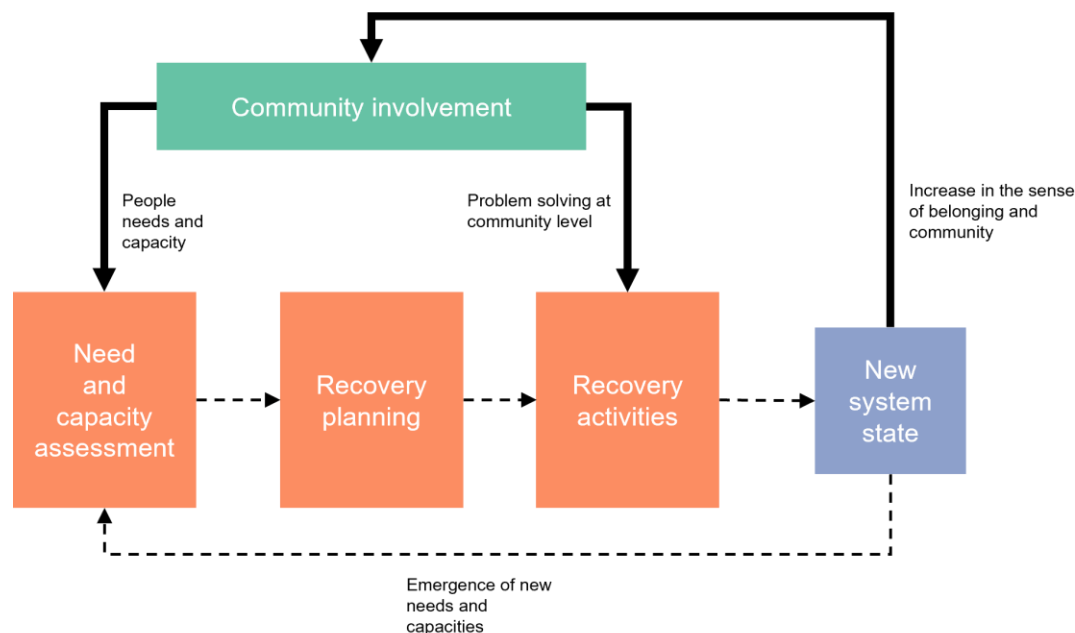 Community involvement
People
needs and
capacity
Problem solving at
community level
Increase in the sense
of belonging and
community
Need
and
capacity
assessment
Recovery
planning
Recovery
activities
New
system
state
Emergence of new
needs and
capacities